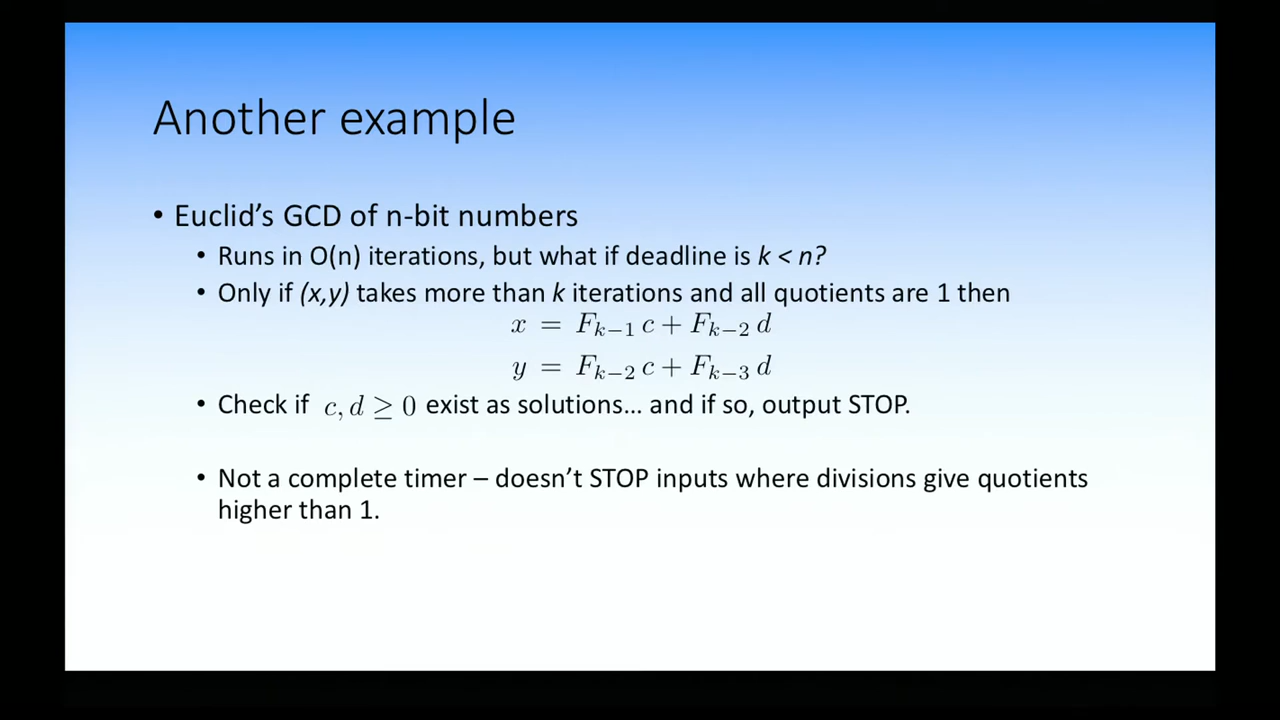 Another example
• Euclid’s GCD of n-bit numbers
• Runs in O(n) iterations, but what if deadline is k < n?
• Only if (x,y) takes more than k iterations and all quotients are 1 then
x = F_{k−1} c + F_{k−2} d
y = F_{k−2} c + F_{k−3} d
• Check if c, d ≥ 0 exist as solutions… and if so, output STOP.
• Not a complete timer – doesn’t STOP inputs where divisions give quotients
higher than 1.